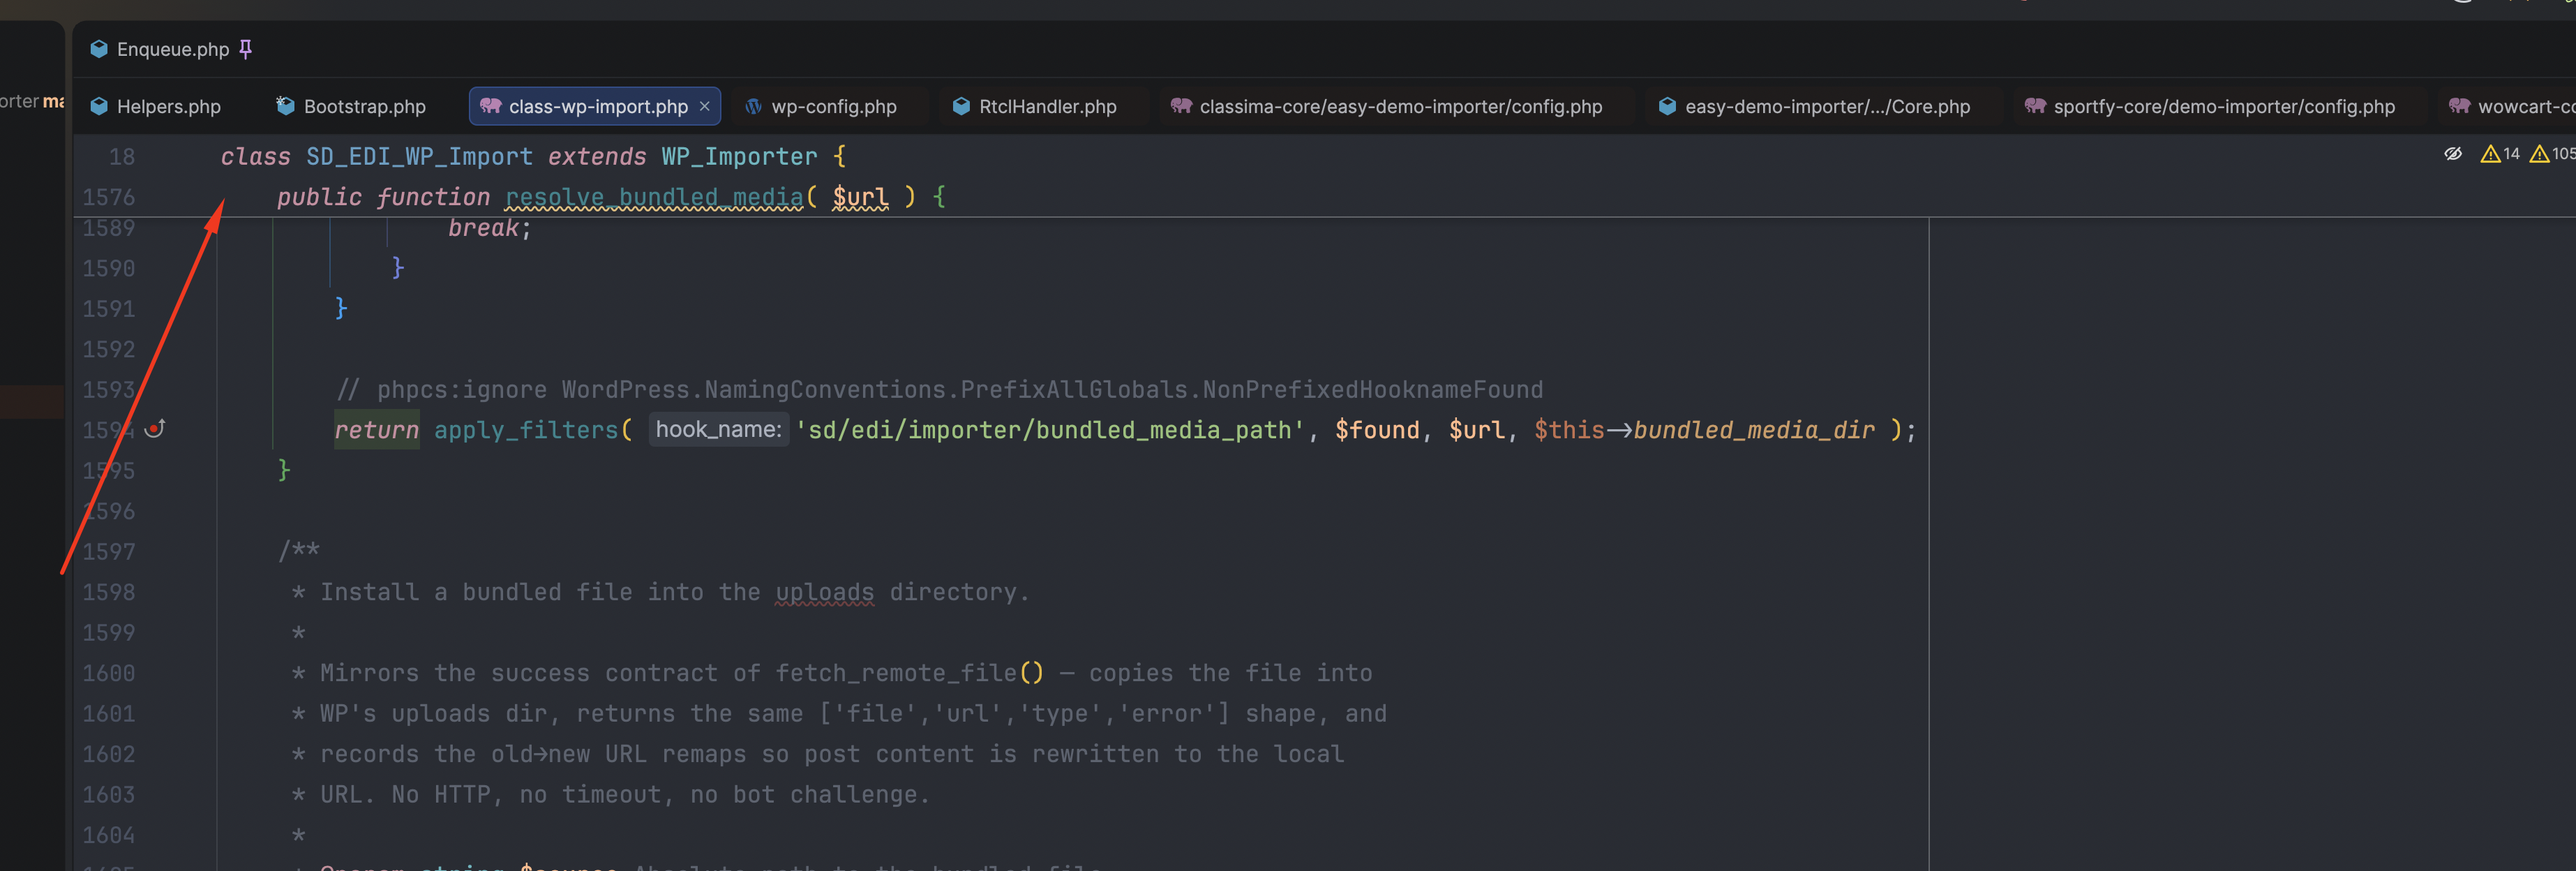 Enqueue.php
orter ma
Helpers.php Bootstrap.php class-wp-import.php × wp-config.php RtclHandler.php classima-core/easy-demo-importer/config.php easy-demo-importer/.../Core.php sportfy-core/demo-importer/config.php wowcart-co
18 class SD_EDI_WP_Import extends WP_Importer { 14 105
1576 public function resolve_bundled_media( $url ) {
1589 break;
1590 }
1591 }
1592
1593 // phpcs:ignore WordPress.NamingConventions.PrefixAllGlobals.NonPrefixedHooknameFound
1594 return apply_filters( hook_name: 'sd/edi/importer/bundled_media_path', $found, $url, $this->bundled_media_dir );
1595 }
1596
1597 /**
1598 * Install a bundled file into the uploads directory.
1599 *
1600 * Mirrors the success contract of fetch_remote_file() — copies the file into
1601 * WP's uploads dir, returns the same ['file','url','type','error'] shape, and
1602 * records the old→new URL remaps so post content is rewritten to the local
1603 * URL. No HTTP, no timeout, no bot challenge.
1604 *